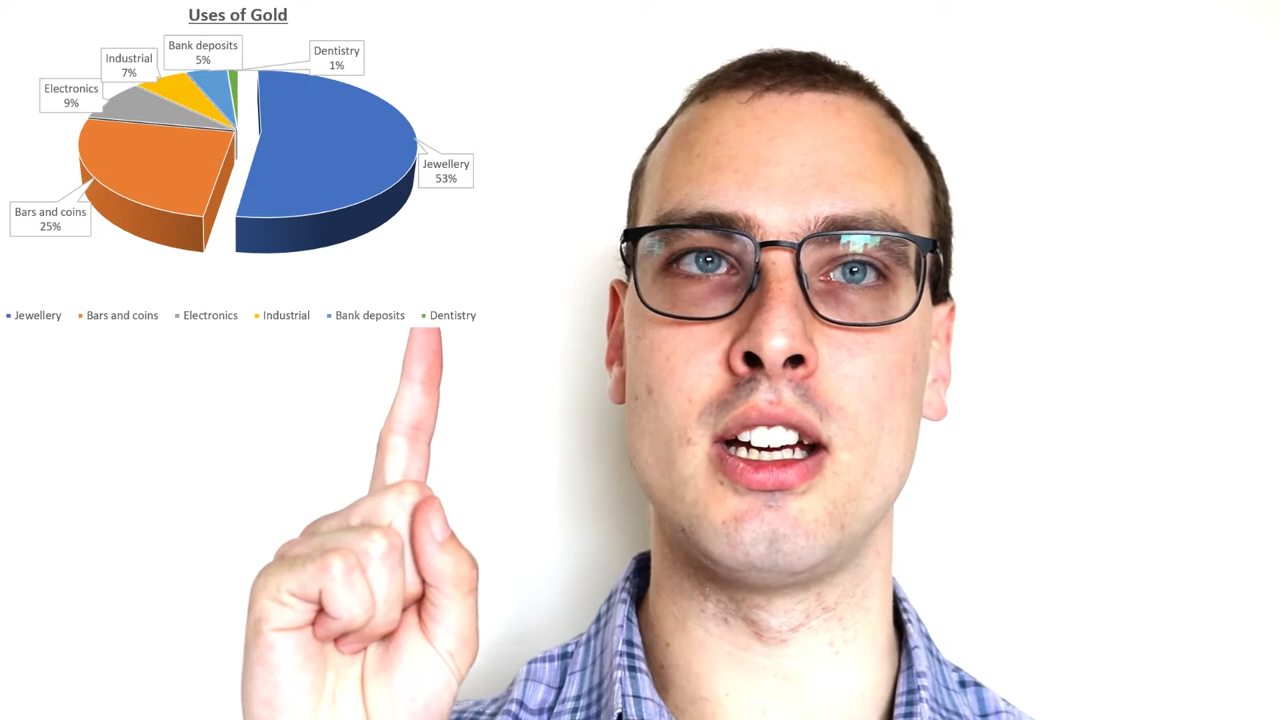 Uses of Gold
Bank deposits
5%
Dentistry
1%
Industrial
7%
Electronics
9%
Jewellery
53%
Bars and coins
25%
Jewellery Bars and coins Electronics Industrial Bank deposits Dentistry